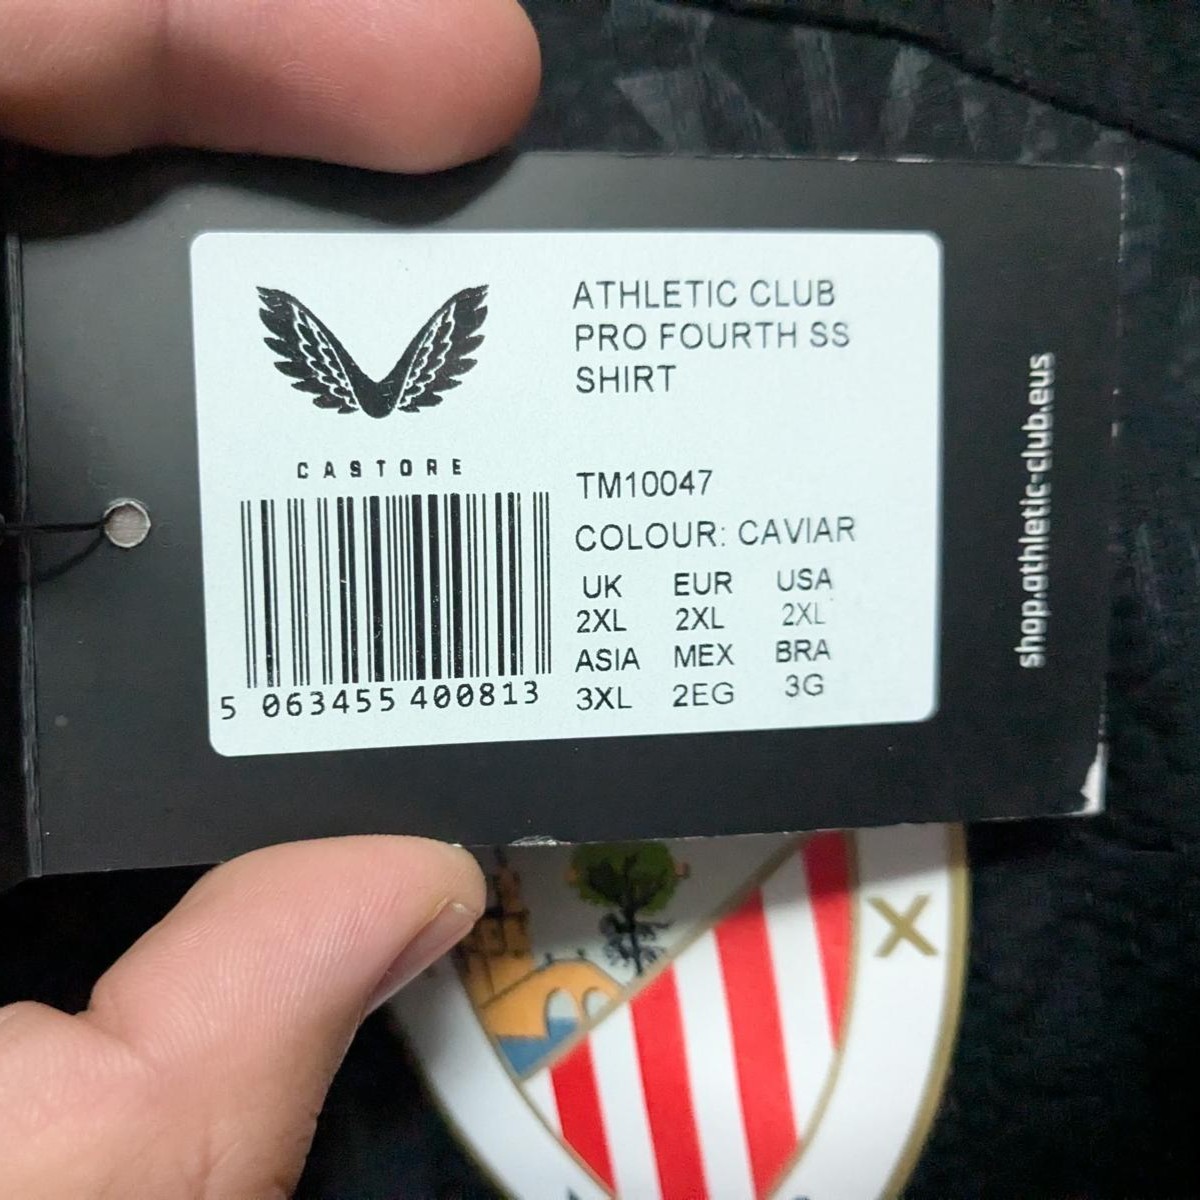 ATHLETIC CLUB
PRO FOURTH SS
SHIRT
CASTORE
TM10047
COLOUR: CAVIAR
UK EUR USA
2XL 2XL 2XL
ASIA MEX BRA
3XL 2EG 3G
5 063455 400813
shop.athletic-club.eus
X